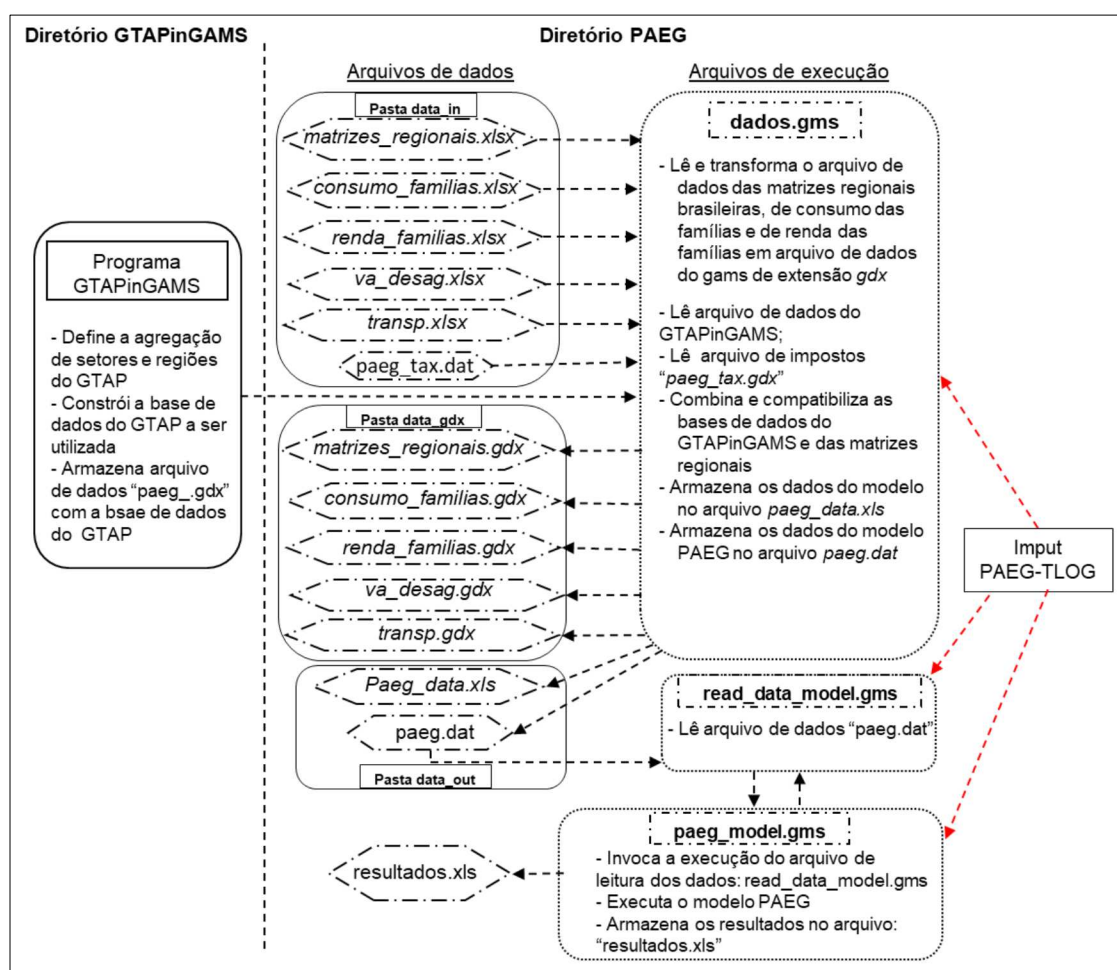 Diretório GTAPinGAMS
Diretório PAEG
Arquivos de dados
Arquivos de execução
Pasta data_in
matrizes_regionais.xlsx
consumo_familias.xlsx
renda_familias.xlsx
va_desag.xlsx
transp.xlsx
paeg_tax.dat
Programa
GTAPinGAMS
- Define a agregação
de setores e regiões
do GTAP
- Constrói a base de
dados do GTAP a ser
utilizada
- Armazena arquivo
de dados “paeg_.gdx”
com a bsae de dados
do GTAP
Pasta data_gdx
matrizes_regionais.gdx
consumo_familias.gdx
renda_familias.gdx
va_desag.gdx
transp.gdx
Paeg_data.xls
paeg.dat
Pasta data_out
dados.gms
- Lê e transforma o arquivo de
dados das matrizes regionais
brasileiras, de consumo das
famílias e de renda das
famílias em arquivo de dados
do gams de extensão gdx
- Lê arquivo de dados do
GTAPinGAMS;
- Lê arquivo de impostos
“paeg_tax.gdx”
- Combina e compatibiliza as
bases de dados do
GTAPinGAMS e das matrizes
regionais
- Armazena os dados do modelo
no arquivo paeg_data.xls
- Armazena os dados do modelo
PAEG no arquivo paeg.dat
Imput
PAEG-TLOG
read_data_model.gms
- Lê arquivo de dados “paeg.dat”
paeg_model.gms
- Invoca a execução do arquivo de
leitura dos dados: read_data_model.gms
- Executa o modelo PAEG
- Armazena os resultados no arquivo:
“resultados.xls”
resultados.xls